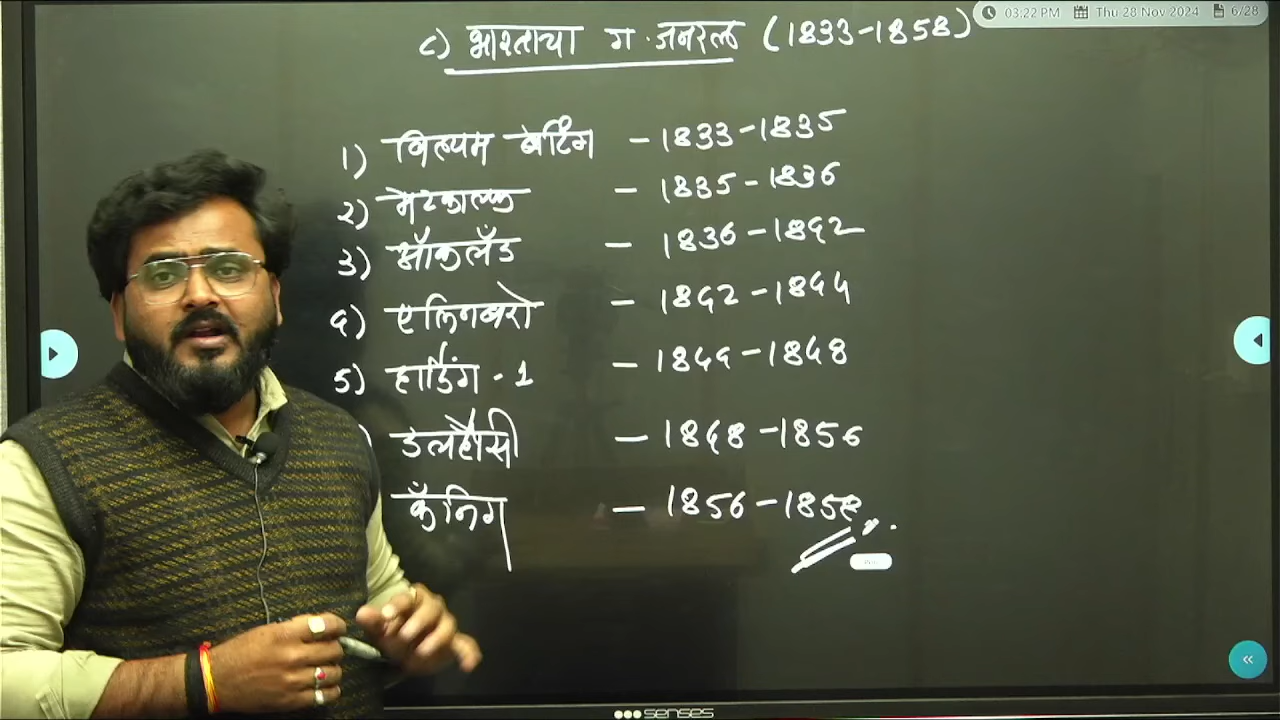 03:22 PM Thu 28 Nov 2024 6/28
८) भारताचा ग. जनरल (1833-1858)
1) विल्यम बेंटिंग - 1833-1835
2) मेटकाल्फ - 1835-1836
3) ऑकलँड - 1836-1842
4) एलिनबरो - 1842-1844
5) हार्डिंग - 1 - 1844-1848
) डलहौसी - 1848-1856
कॅनिंग - 1856-1858
senses